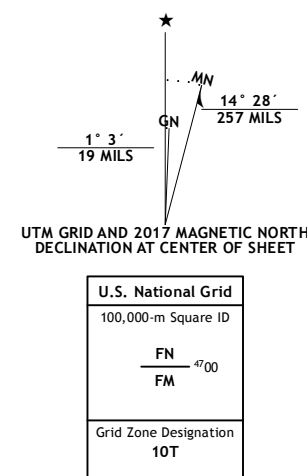 MN
GN
14° 28´
257 MILS
1° 3´
19 MILS
UTM GRID AND 2017 MAGNETIC NORTH
DECLINATION AT CENTER OF SHEET
U.S. National Grid
100,000-m Square ID
FN
4700
FM
Grid Zone Designation
10T